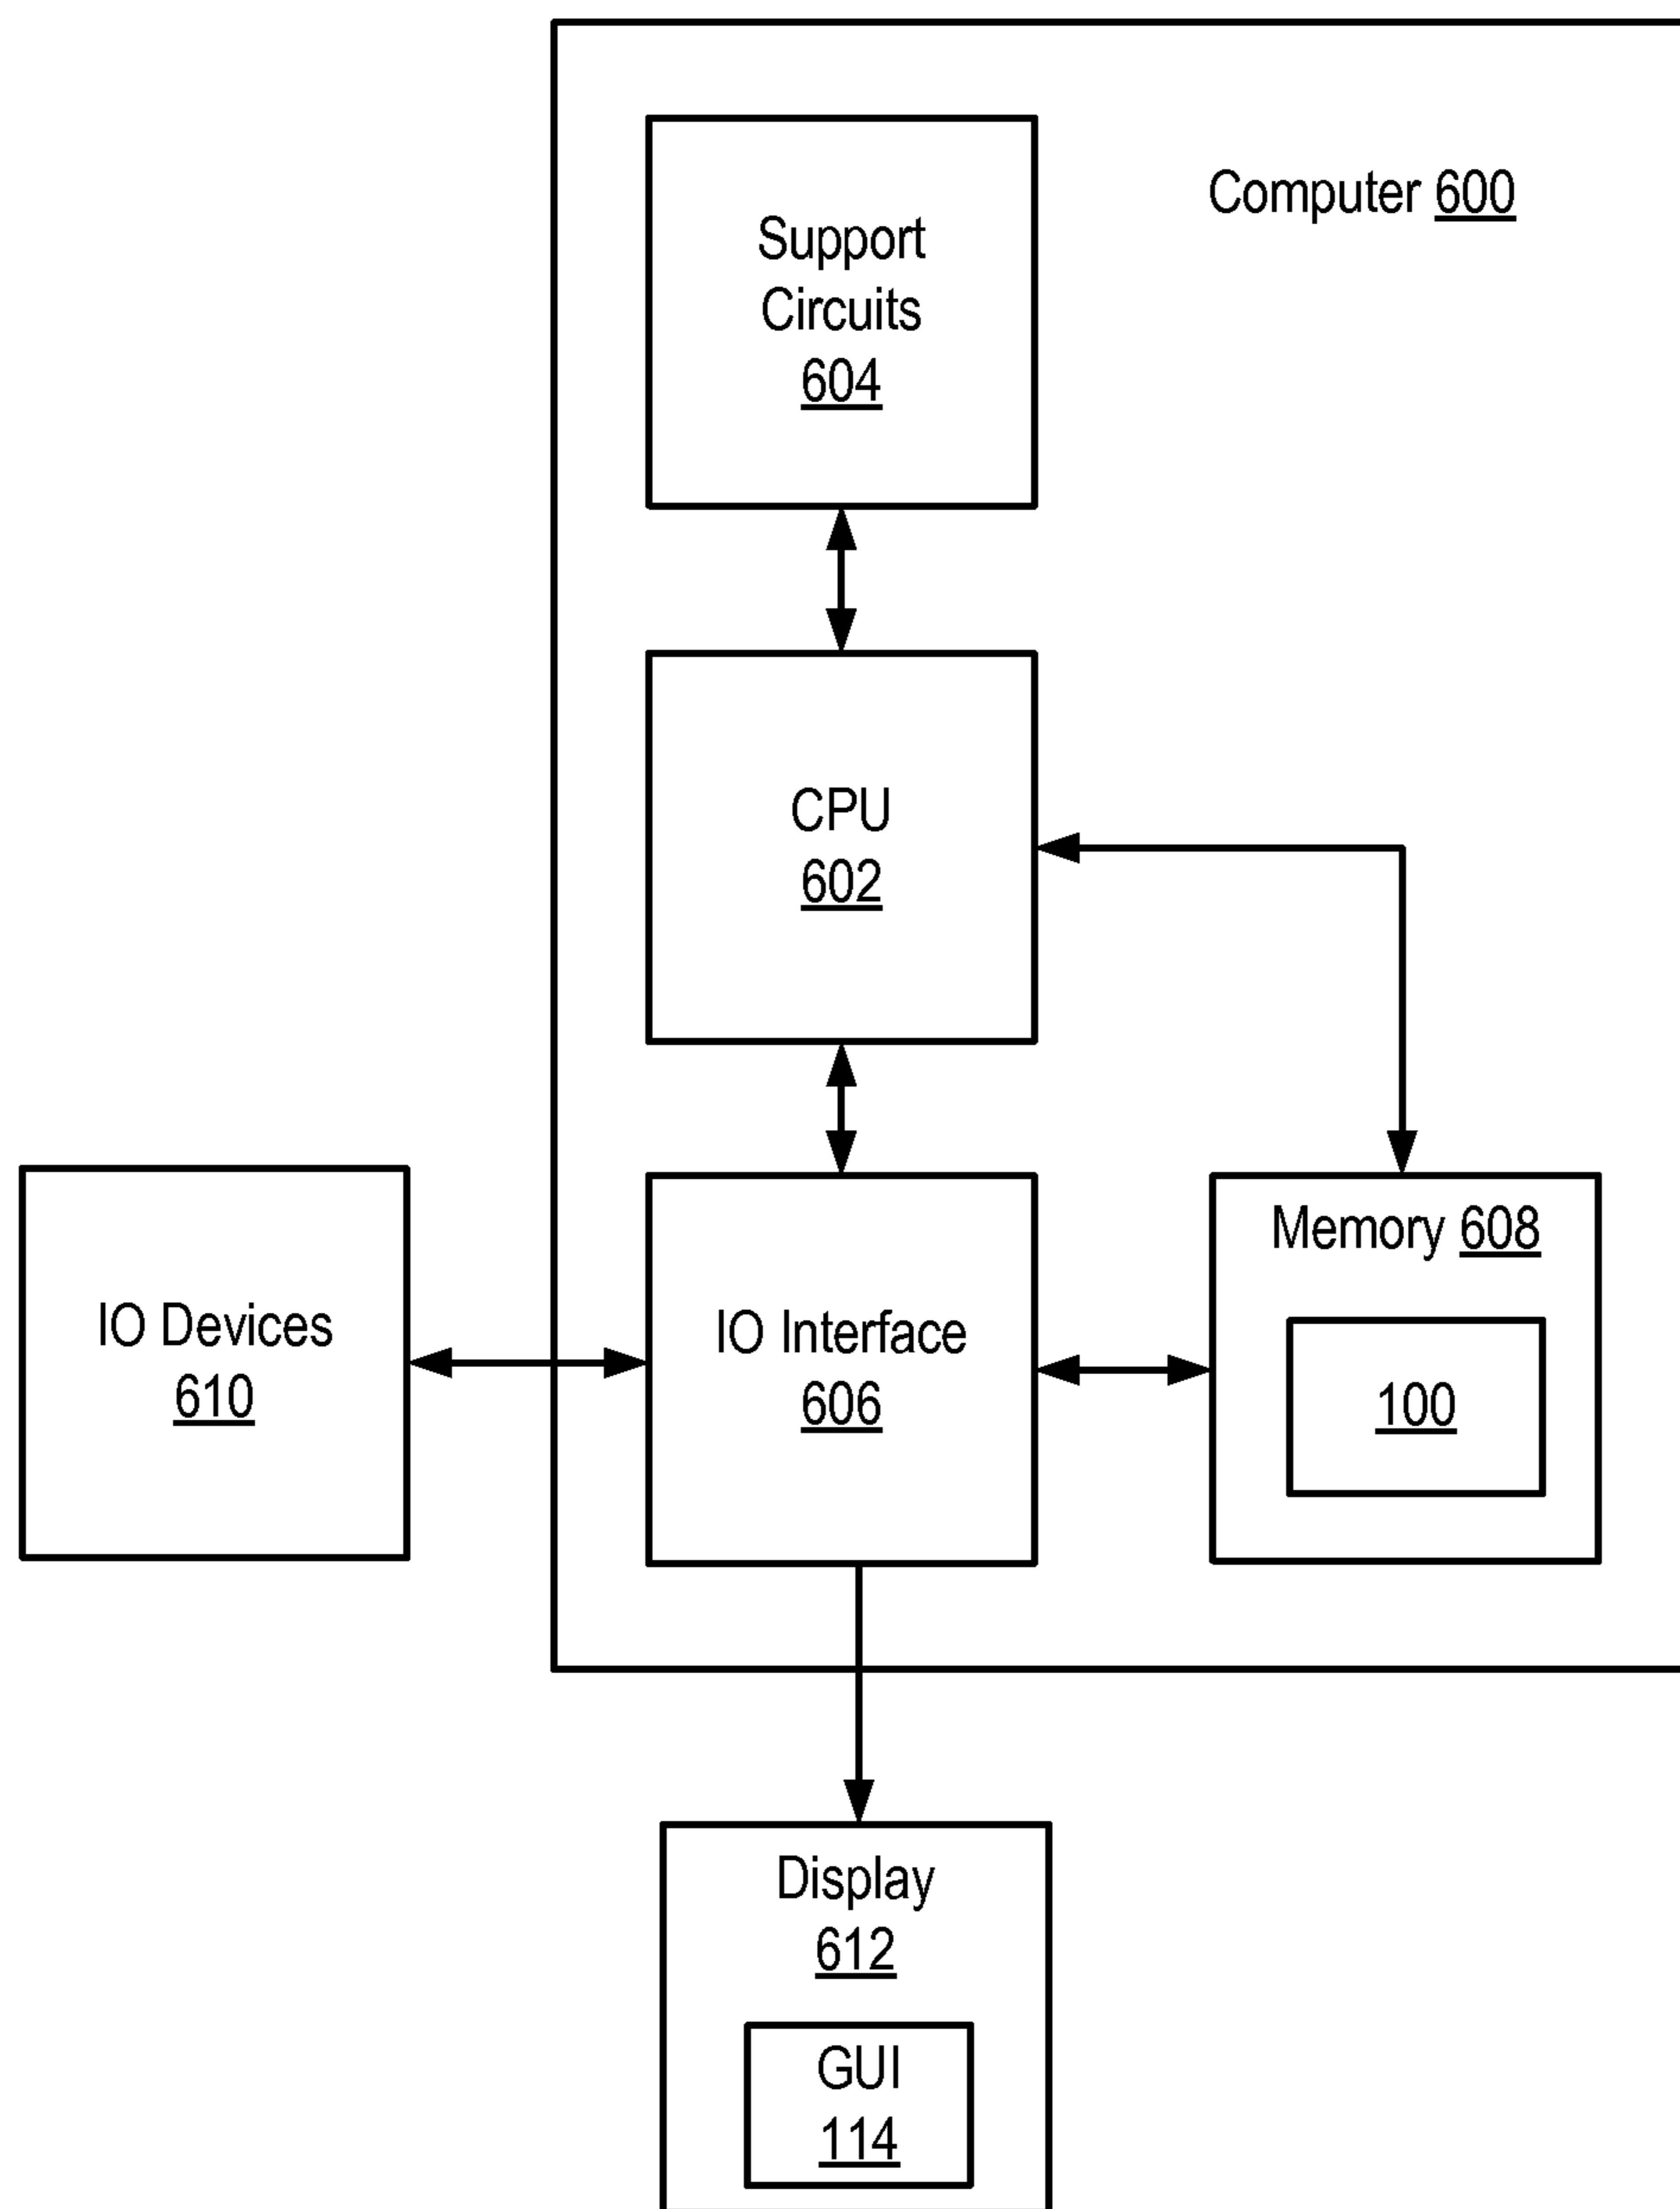 Computer 600
Support
Circuits
604
CPU
602
IO Devices
610
IO Interface
606
Memory 608
100
Display
612
GUI
114